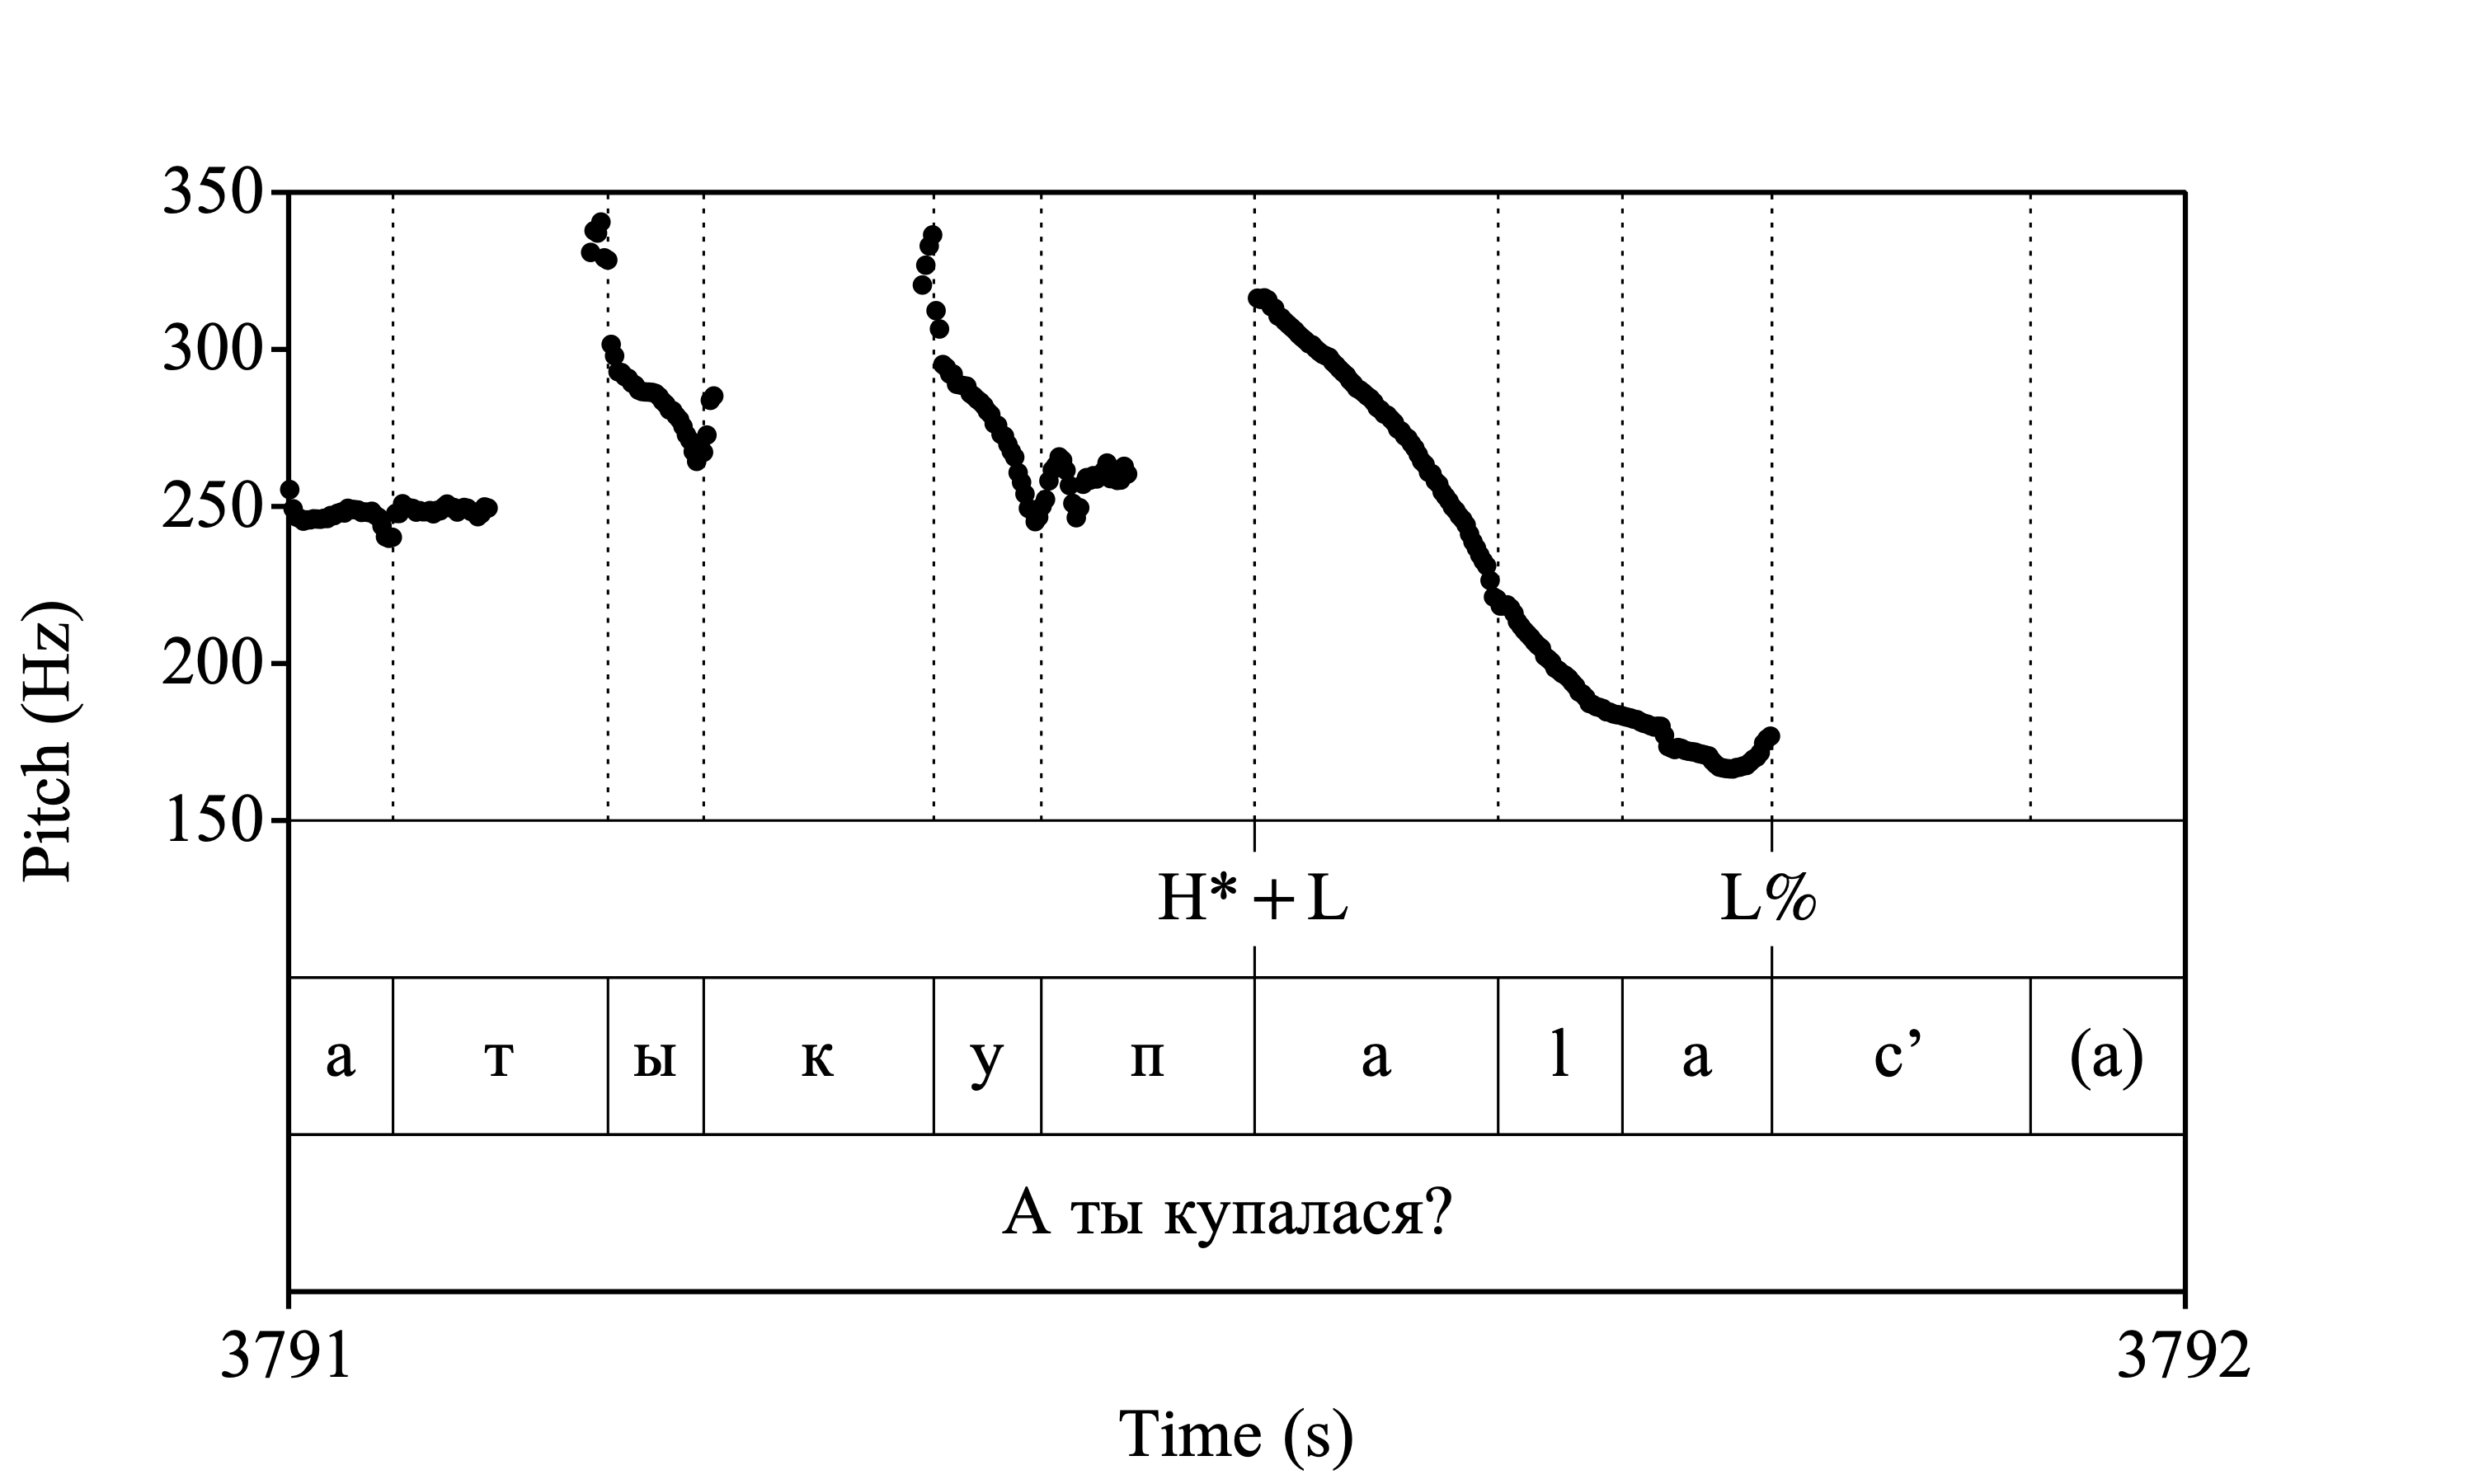 350
300
250
200
150
Pitch (Hz)
H* + L L%
а т ы к у п а l а с’ (а)
А ты купалася?
3791 3792
Time (s)